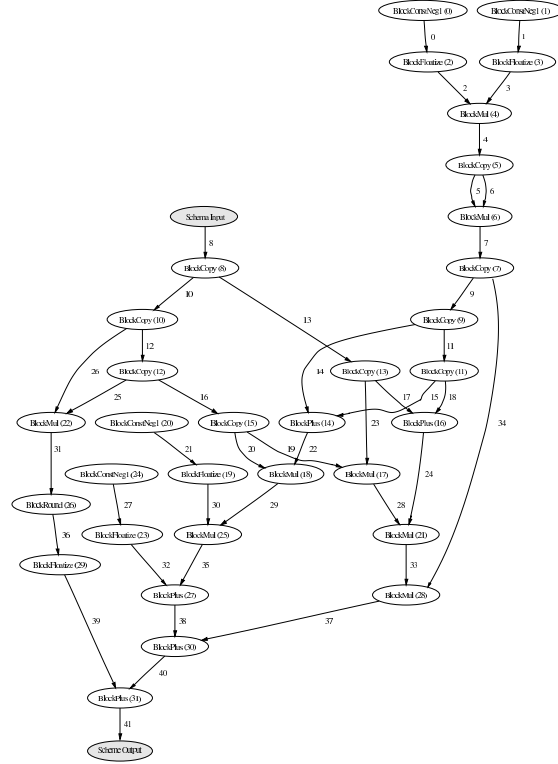 BlockConstNeg1 (0) BlockConstNeg1 (1)
0 1
BlockFloatize (2) BlockFloatize (3)
2 3
BlockMul (4)
4
BlockCopy (5)
5 6
Schema Input BlockMul (6)
8 7
BlockCopy (8) BlockCopy (7)
10 9
BlockCopy (10) 13 BlockCopy (9)
12 11
26 BlockCopy (12) 14 BlockCopy (13) BlockCopy (11)
25 16 17 15 18
BlockMul (22) BlockConstNeg1 (20) BlockCopy (15) BlockPlus (14) BlockPlus (16) 34
31 21 20 19 22 23
BlockConstNeg1 (24) BlockFloatize (19) BlockMul (18) BlockMul (17) 24
27 30 29 28
BlockRound (26)
36 BlockFloatize (23) BlockMul (25) BlockMul (21)
BlockFloatize (29) 32 35 33
BlockPlus (27) BlockMul (28)
39 38 37
BlockPlus (30)
40
BlockPlus (31)
41
Scheme Output